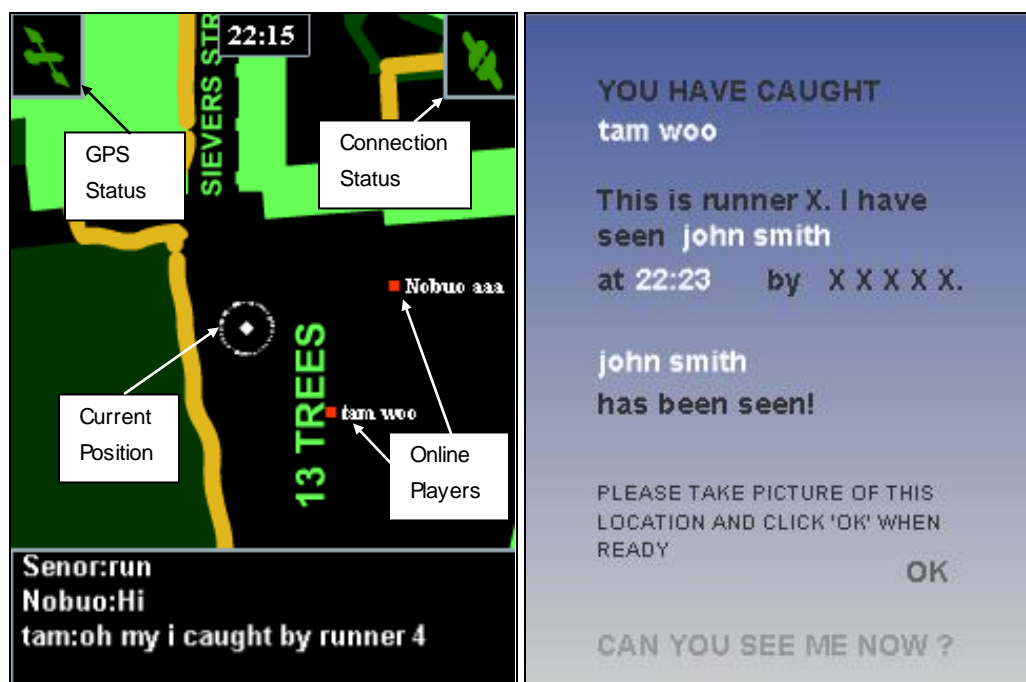 22:15
SIEVERS STR
GPS
Status
Connection
Status
Nobuo aaa
13 TREES
tam woo
Current
Position
Online
Players
Senor:run
Nobuo:Hi
tam:oh my i caught by runner 4
YOU HAVE CAUGHT
tam woo
This is runner X. I have
seen john smith
at 22:23 by X X X X X.
john smith
has been seen!
PLEASE TAKE PICTURE OF THIS
LOCATION AND CLICK 'OK' WHEN
READY
OK
CAN YOU SEE ME NOW ?